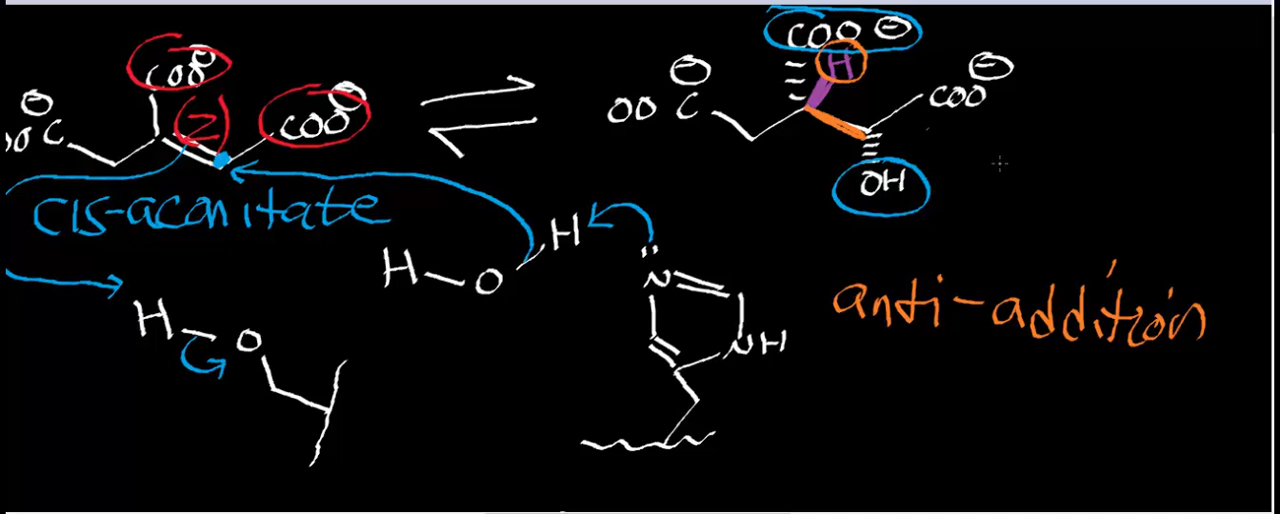 COO⊖
⊖
OOC
Z
COO⊖
cis-aconitate
COO⊖
H
⊖
OOC
COO⊖
OH
H
O
H
N
NH
H
O
anti-addition